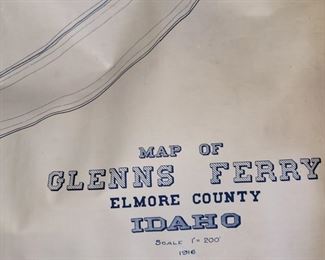 MAP OF
GLENNS FERRY
ELMORE COUNTY
IDAHO
SCALE 1"=200'
1916